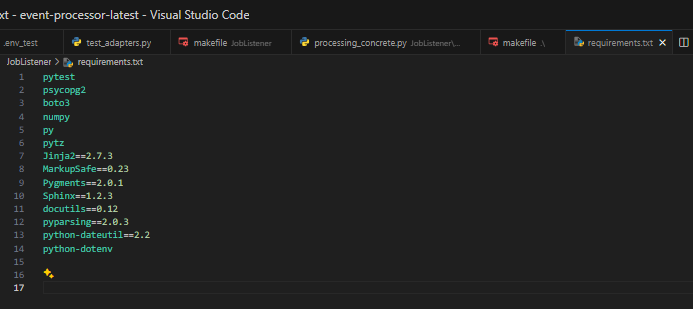 xt - event-processor-latest - Visual Studio Code
.env_test test_adapters.py makefile JobListener processing_concrete.py JobListener\... makefile .\ requirements.txt
JobListener > requirements.txt
1 pytest
2 psycopg2
3 boto3
4 numpy
5 py
6 pytz
7 Jinja2==2.7.3
8 MarkupSafe==0.23
9 Pygments==2.0.1
10 Sphinx==1.2.3
11 docutils==0.12
12 pyparsing==2.0.3
13 python-dateutil==2.2
14 python-dotenv
15
16
17